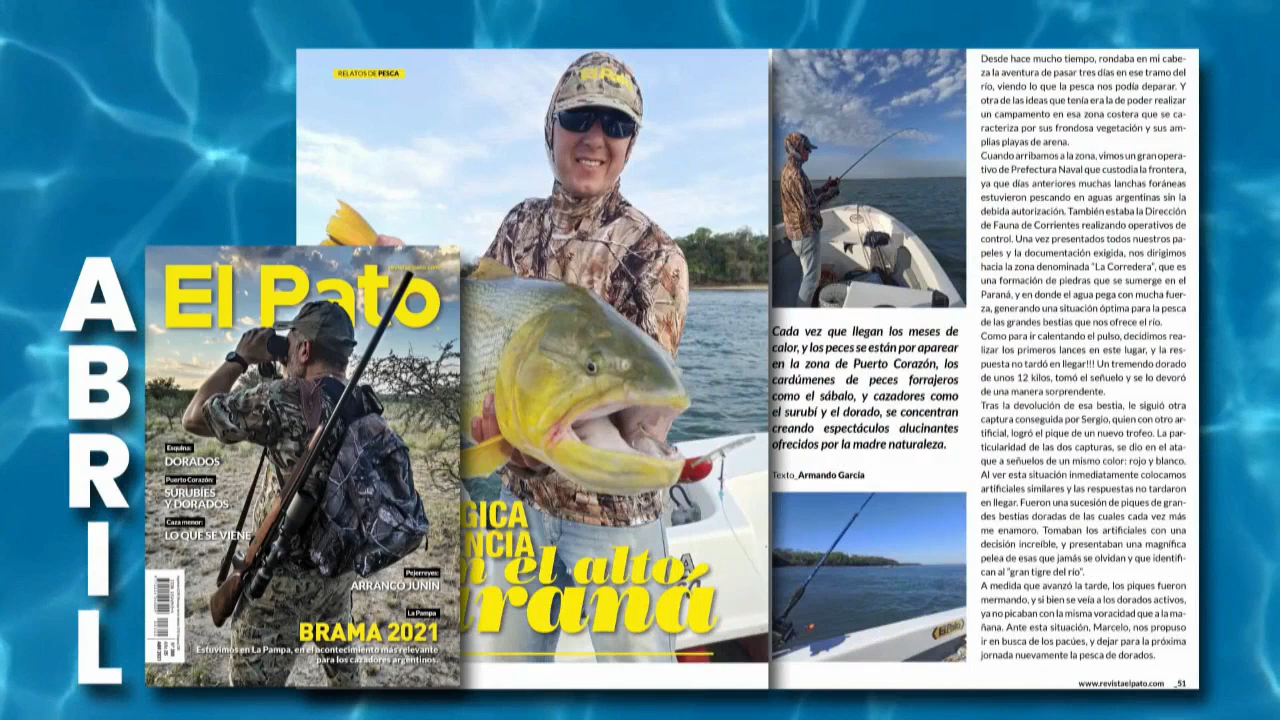 ABRIL
El Pato
Esquina:
DORADOS
Puerto Corazón:
SURUBÍES
Y DORADOS
Caza menor:
LO QUE SE VIENE
Pejerreyes:
ARRANCÓ JUNÍN
La Pampa
BRAMA 2021
Estuvimos en La Pampa, en el acontecimiento más relevante
para los cazadores argentinos.
RELATOS DE PESCA
El Pato
GICA
NCIA
n el alto
raná
Cada vez que llegan los meses de
calor, y los peces se están por aparear
en la zona de Puerto Corazón, los
cardúmenes de peces forrajeros
como el sábalo, y cazadores como
el surubí y el dorado, se concentran
creando espectáculos alucinantes
ofrecidos por la madre naturaleza.
Texto_Armando García
Desde hace mucho tiempo, rondaba en mi cabe-
za la aventura de pasar tres días en ese tramo del
río, viendo lo que la pesca nos podía deparar. Y
otra de las ideas que tenía era la de poder realizar
un campamento en esa zona costera que se ca-
racteriza por sus frondosa vegetación y sus am-
plias playas de arena.
Cuando arribamos a la zona, vimos un gran opera-
tivo de Prefectura Naval que custodia la frontera,
ya que días anteriores muchas lanchas foráneas
estuvieron pescando en aguas argentinas sin la
debida autorización. También estaba la Dirección
de Fauna de Corrientes realizando operativos de
control. Una vez presentados todos nuestros pa-
peles y la documentación exigida, nos dirigimos
hacia la zona denominada "La Corredera", que es
una formación de piedras que se sumerge en el
Paraná, y en donde el agua pega con mucha fuer-
za, generando una situación óptima para la pesca
de las grandes bestias que nos ofrece el río.
Como para ir calentando el pulso, decidimos rea-
lizar los primeros lances en este lugar, y la res-
puesta no tardó en llegar!!! Un tremendo dorado
de unos 12 kilos, tomó el señuelo y se lo devoró
de una manera sorprendente.
Tras la devolución de esa bestia, le siguió otra
captura conseguida por Sergio, quien con otro ar-
tificial, logró el pique de un nuevo trofeo. La par-
ticularidad de las dos capturas, se dio en el ata-
que a señuelos de un mismo color: rojo y blanco.
Al ver esta situación inmediatamente colocamos
artificiales similares y las respuestas no tardaron
en llegar. Fueron una sucesión de piques de gran-
des bestias doradas de las cuales cada vez más
me enamoro. Tomaban los artificiales con una
decisión increíble, y presentaban una magnífica
pelea de esas que jamás se olvidan y que identifi-
can al "gran tigre del río".
A medida que avanzó la tarde, los piques fueron
mermando, y si bien se veía a los dorados activos,
ya no picaban con la misma voracidad que a la ma-
ñana. Ante esta situación, Marcelo, nos propuso
ir en busca de los pacúes, y dejar para la próxima
jornada nuevamente la pesca de dorados.
www.revistaelpato.com _51